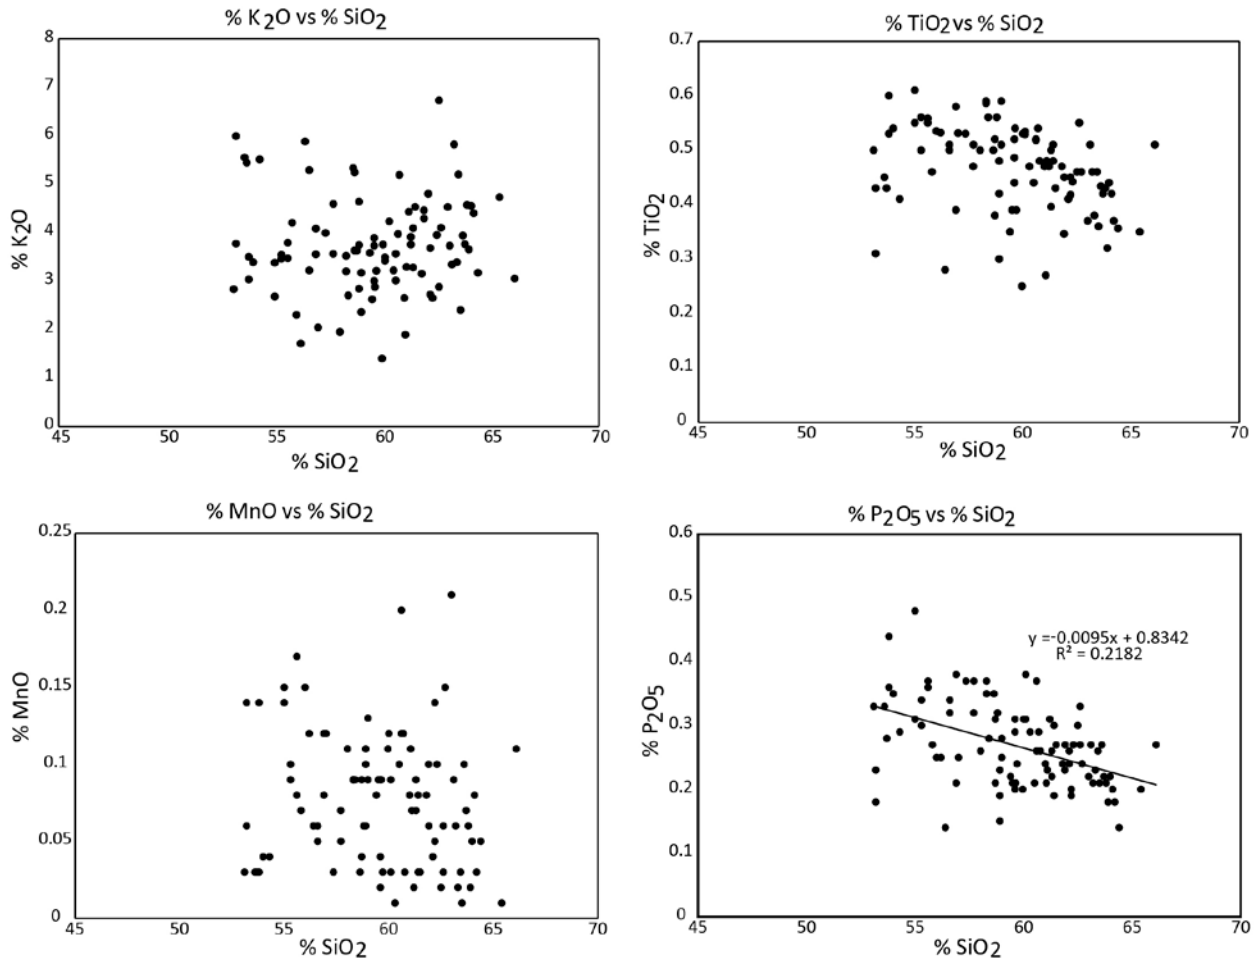 % K₂O vs % SiO₂
8
7
6
5
4
3
2
1
0
% K₂O
45 50 55 60 65 70
% SiO₂
% TiO₂ vs % SiO₂
0.7
0.6
0.5
0.4
0.3
0.2
0.1
0
% TiO₂
45 50 55 60 65 70
% SiO₂
% MnO vs % SiO₂
0.25
0.2
0.15
0.1
0.05
0
% MnO
45 50 55 60 65 70
% SiO₂
% P₂O₅ vs % SiO₂
0.6
0.5
0.4
0.3
0.2
0.1
0
% P₂O₅
y =-0.0095x + 0.8342
R² = 0.2182
45 50 55 60 65 70
% SiO₂